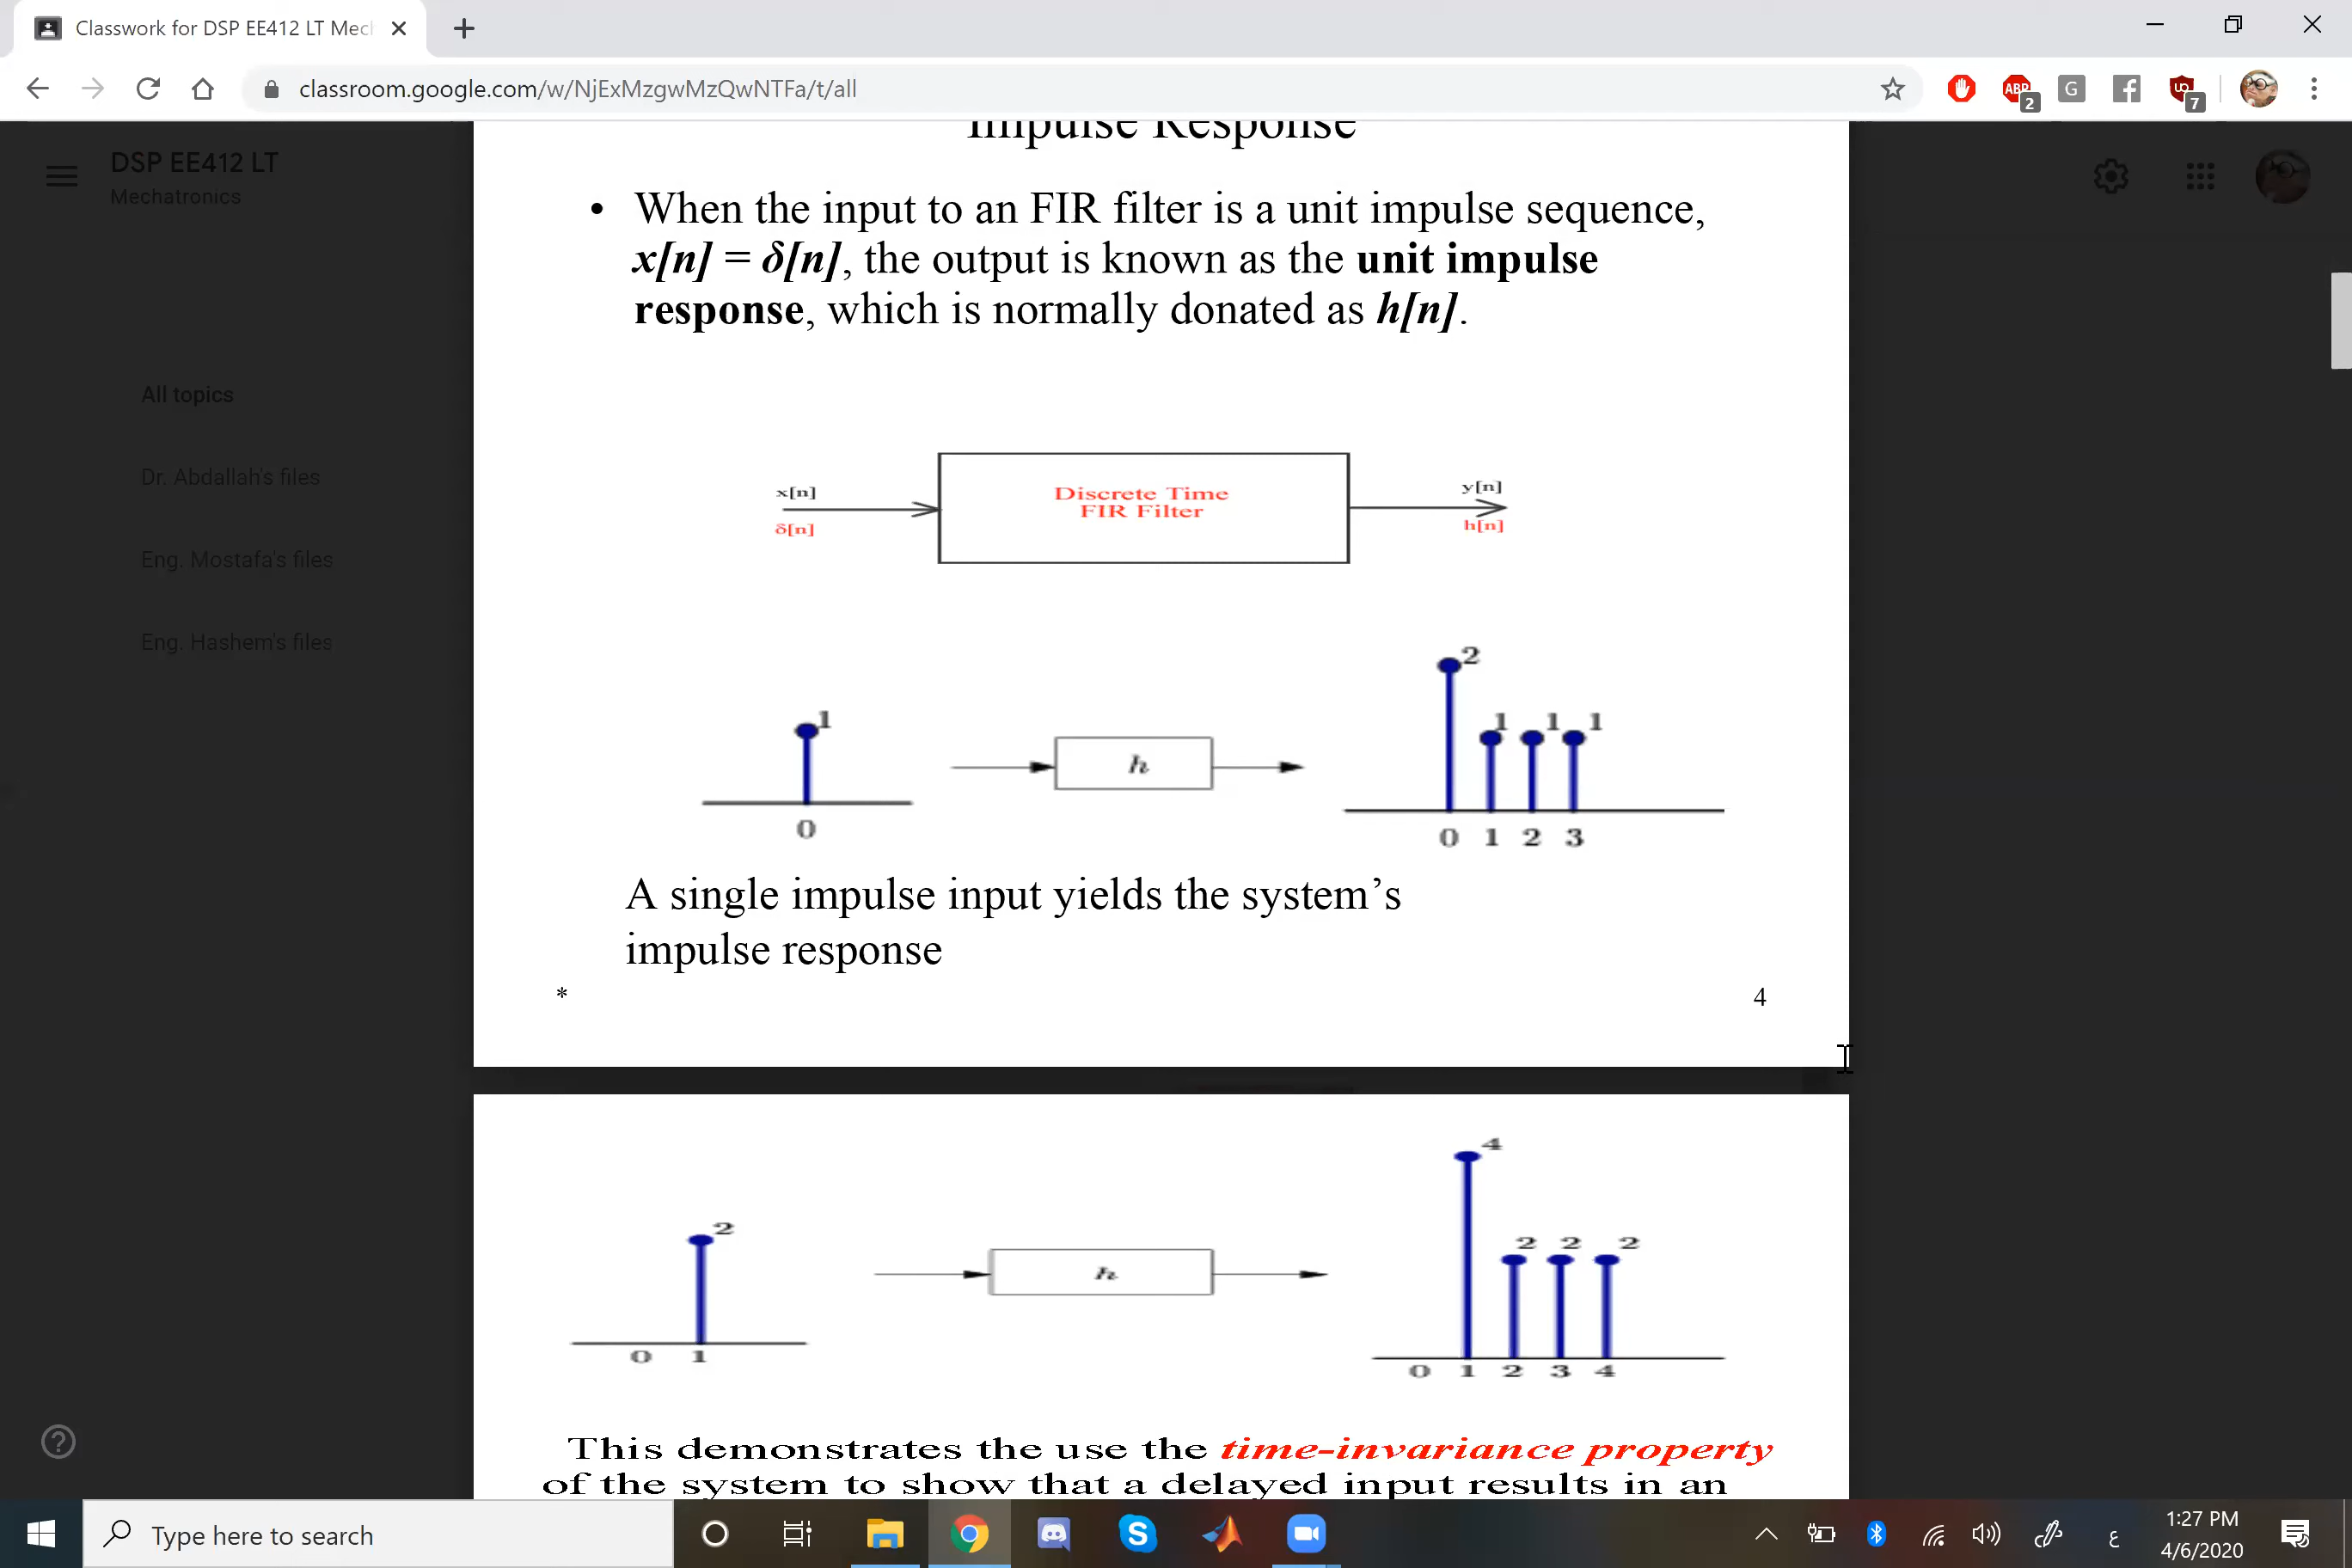 Classwork for DSP EE412 LT Mec
classroom.google.com/w/NjExMzgwMzQwNTFa/t/all
ABP
2
G
7
DSP EE412 LT
Mechatronics
All topics
Dr. Abdallah's files
Eng. Mostafa's files
Eng. Hashem's files
Impulse Response
• When the input to an FIR filter is a unit impulse sequence,
x[n] = δ[n], the output is known as the unit impulse
response, which is normally donated as h[n].
x[n]
δ[n]
Discrete Time
FIR Filter
y[n]
h[n]
1
0
h
2
1 1 1
0 1 2 3
A single impulse input yields the system's
impulse response
*
4
2
0 1
h
4
2 2 2
0 1 2 3 4
This demonstrates the use the time-invariance property
of the system to show that a delayed input results in an
Type here to search
S
ع
1:27 PM
4/6/2020